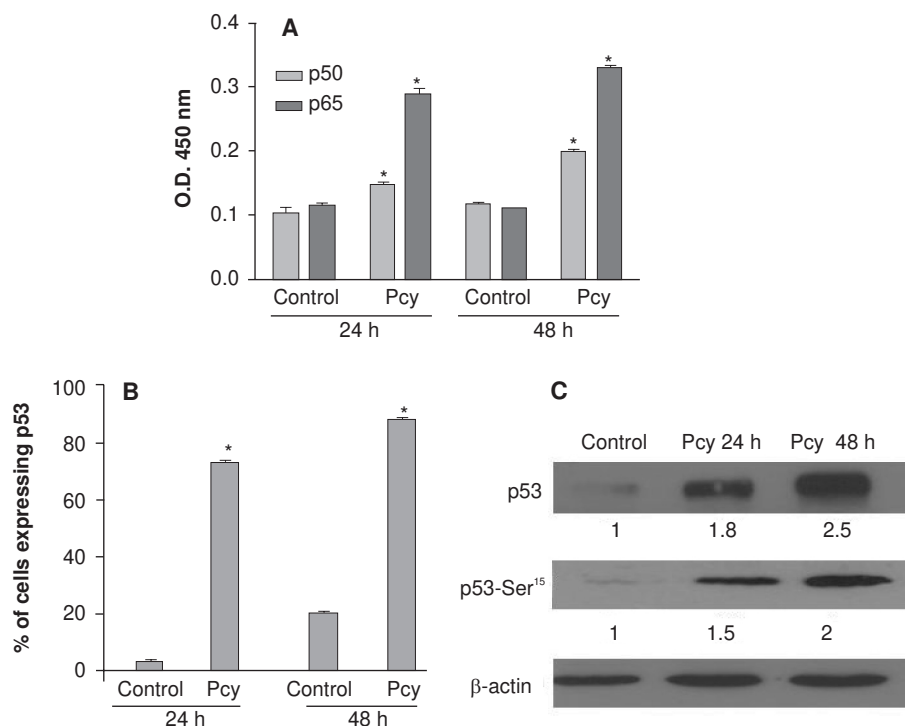 A
0.4
0.3
0.2
0.1
0.0
O.D. 450 nm
p50
p65
*
*
*
*
Control Pcy Control Pcy
24 h 48 h
B
100
80
60
40
20
0
% of cells expressing p53
*
*
Control Pcy Control Pcy
24 h 48 h
C
Control Pcy 24 h Pcy 48 h
p53
1 1.8 2.5
p53-Ser¹⁵
1 1.5 2
β-actin